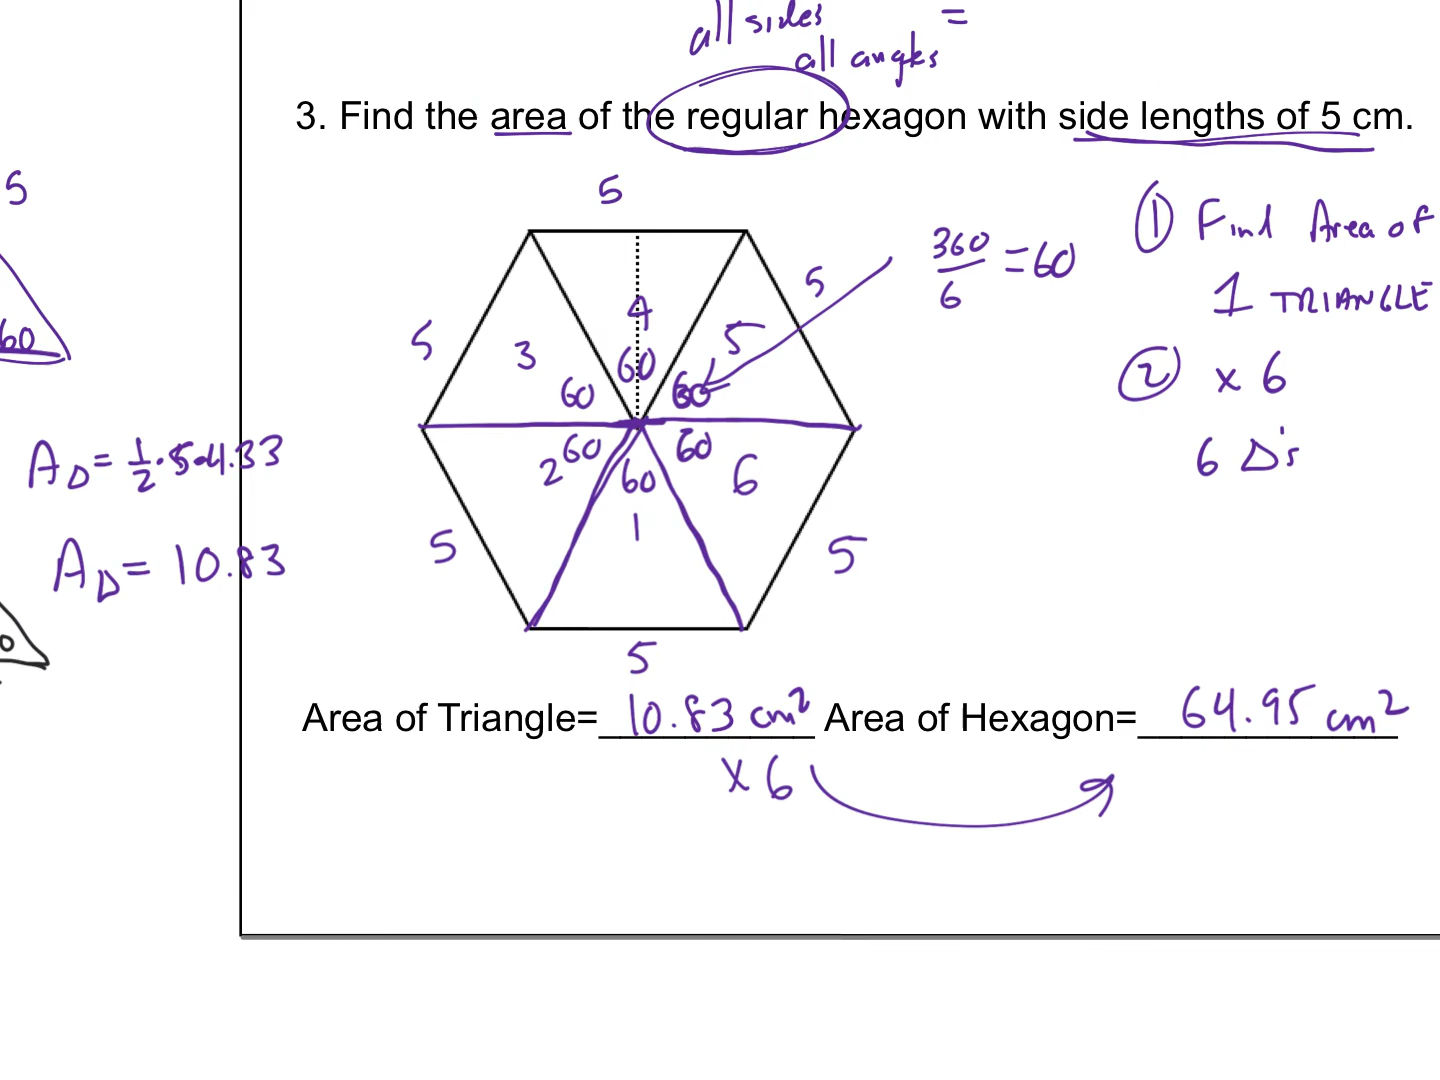 all sides =
all angles
3. Find the area of the regular hexagon with side lengths of 5 cm.
5
5
360/6 = 60
① Find Area of
1 TRIANGLE
5
4
5
5
3
60
60
60
60
② x 6
A△ = 1/2 · 5 · 4.33
2
60
60
60
6
6 △'s
1
A△ = 10.83
5
5
0
5
Area of Triangle= 10.83 cm² Area of Hexagon= 64.95 cm²
x 6